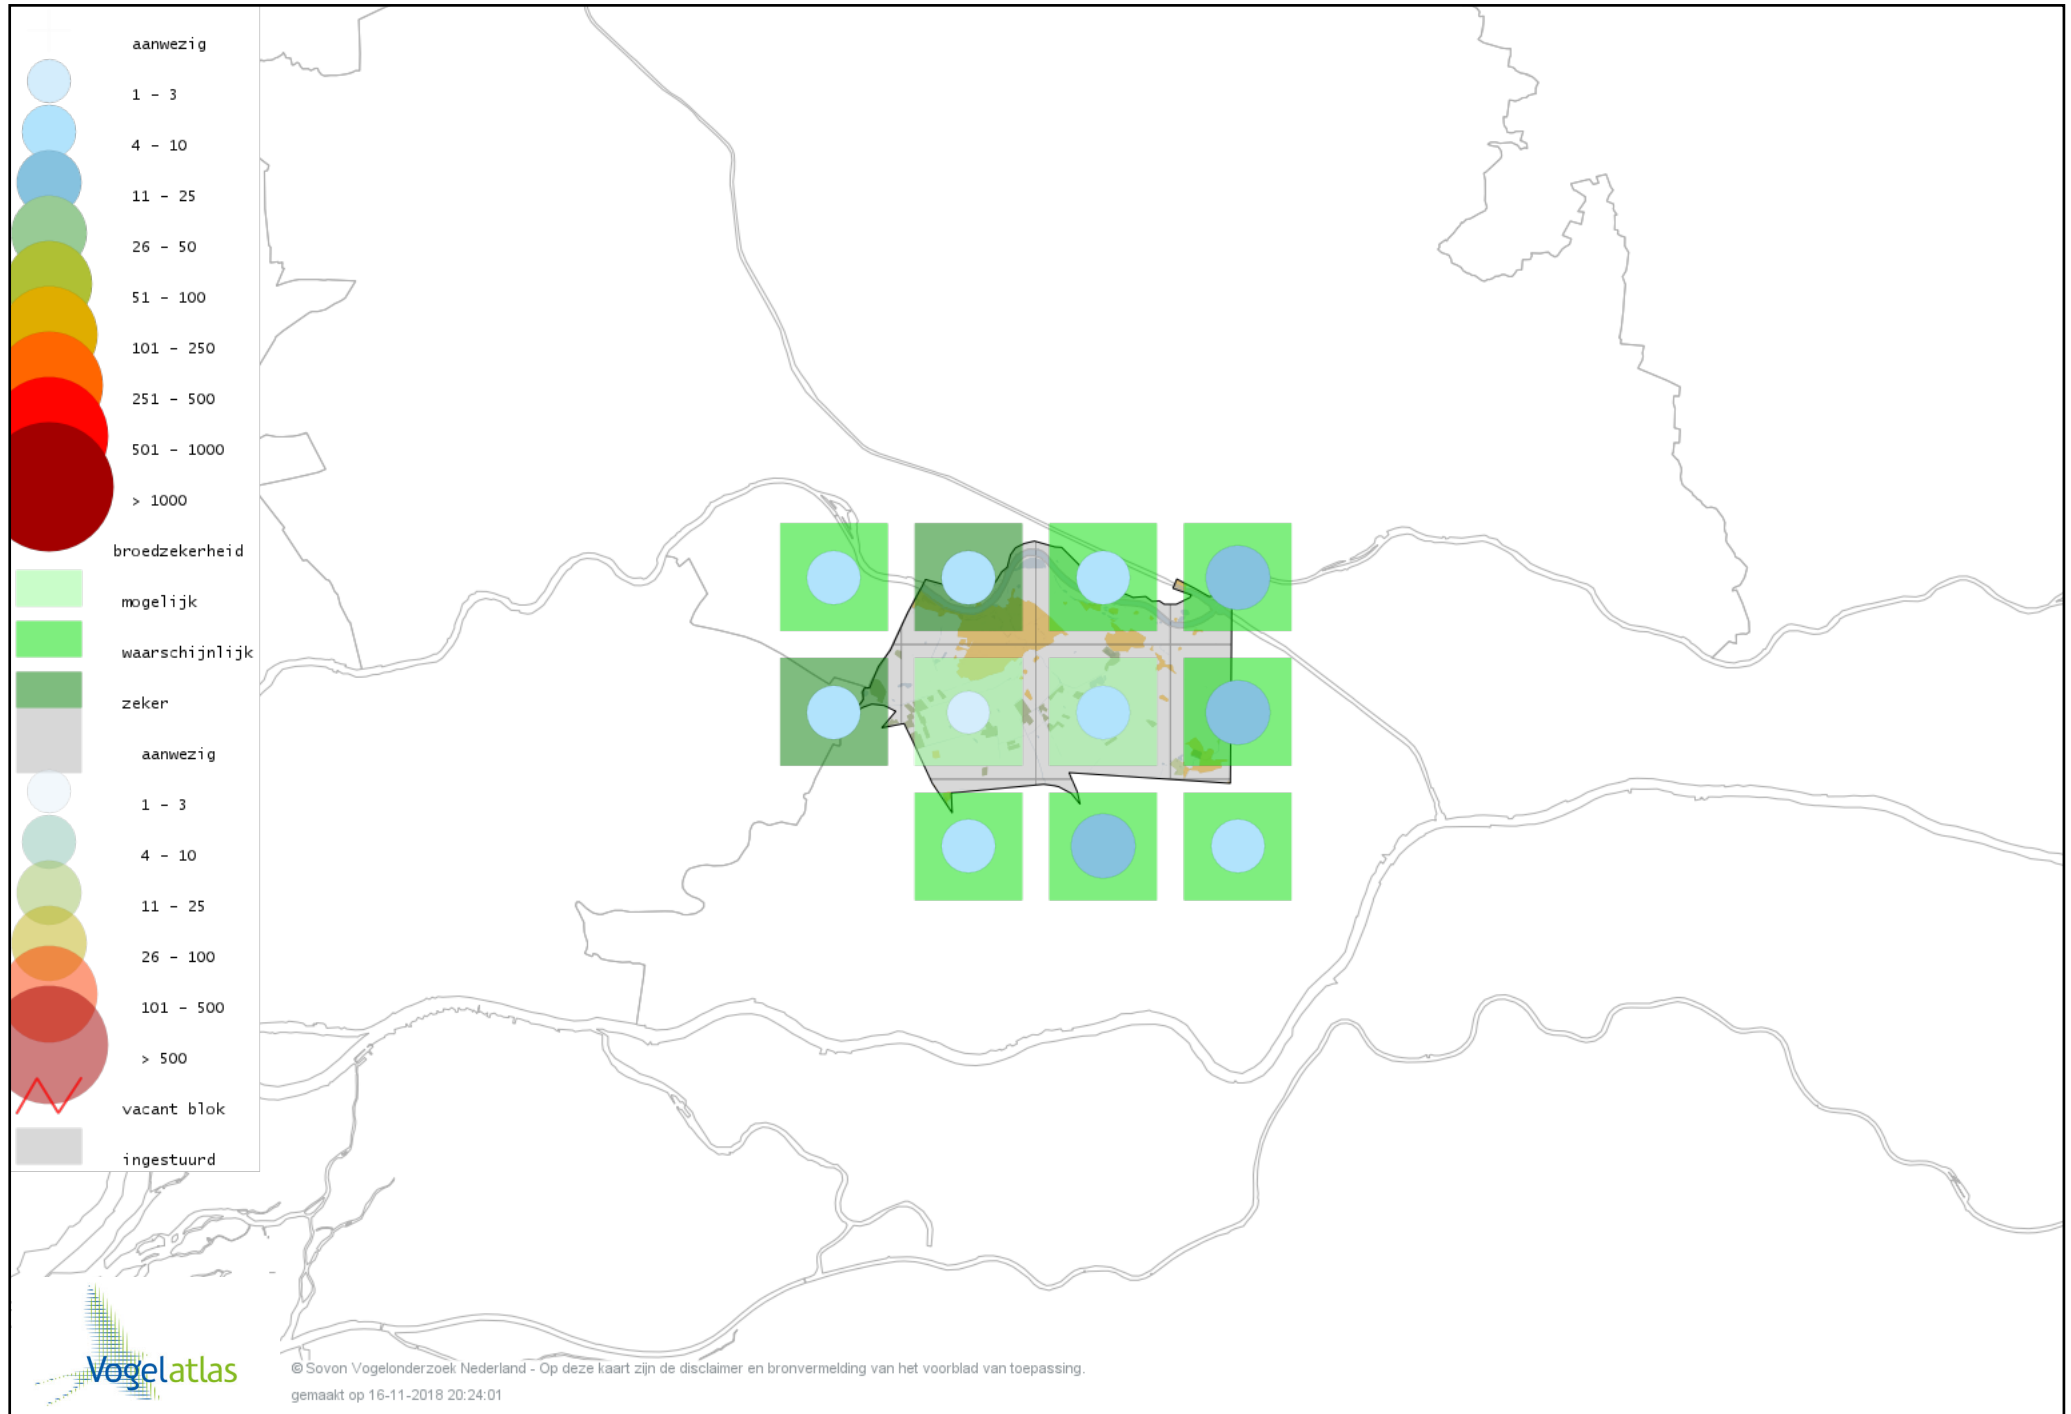 aanwezig
1 - 3
4 - 10
11 - 25
26 - 50
51 - 100
101 - 250
251 - 500
501 - 1000
> 1000
broedzekerheid
mogelijk
waarschijnlijk
zeker
aanwezig
1 - 3
4 - 10
11 - 25
26 - 100
101 - 500
> 500
vacant blok
ingestuurd
Vogelatlas
© Sovon Vogelonderzoek Nederland - Op deze kaart zijn de disclaimer en bronvermelding van het voorblad van toepassing.
gemaakt op 16-11-2018 20:24:01